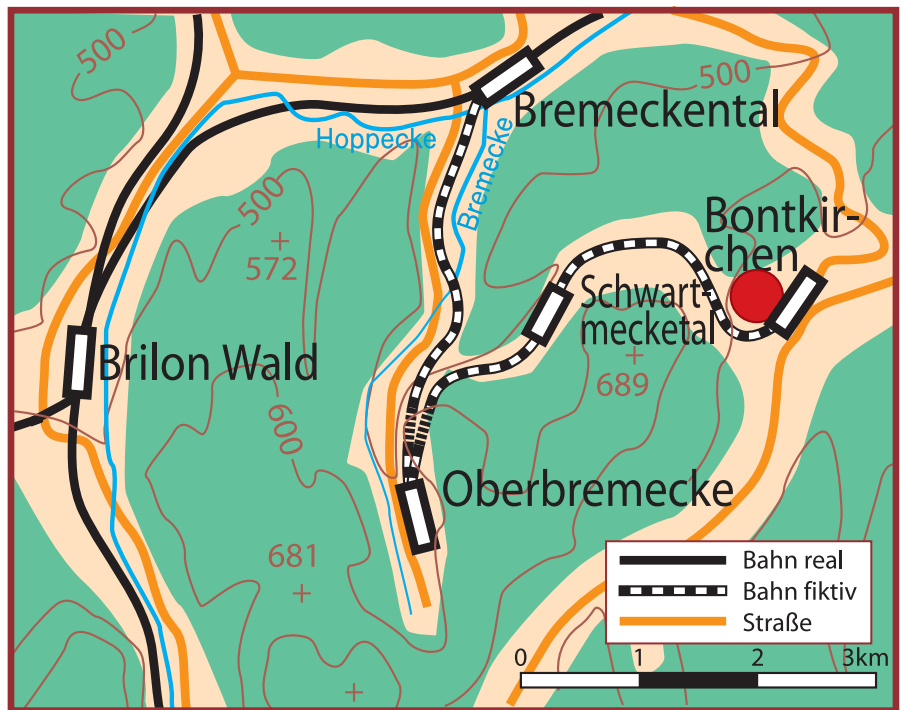 500
500
Bremeckental
Hoppecke
Bremecke
500
572
Bontkir-
chen
Schwart-
mecketal
689
Brilon Wald
600
Oberbremecke
681
Bahn real
Bahn fiktiv
Straße
0 1 2 3km